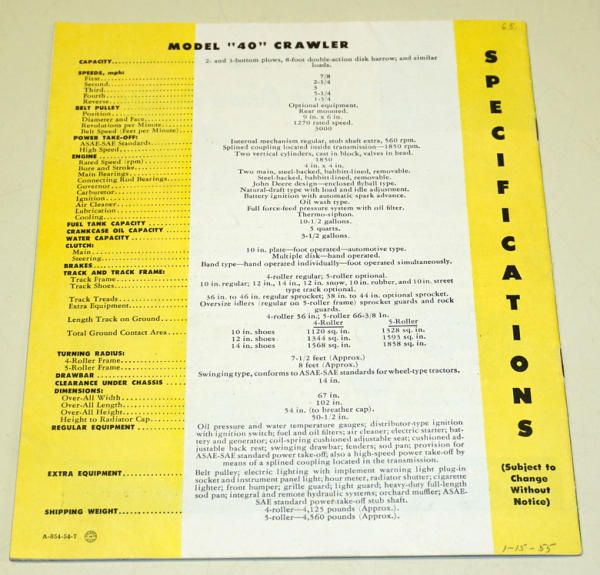 65.
MODEL "40" CRAWLER
CAPACITY 2- and 3-bottom plows, 8-foot double-action disk harrow; and similar
loads.
SPEEDS, mph:
First 7/8
Second 2-1/4
Third 3
Fourth 5-1/4
Reverse 1-3/4
BELT PULLEY Optional equipment.
Position Rear mounted.
Diameter and Face 9 in. x 6 in.
Revolutions per Minute 1270 rated speed.
Belt Speed (Feet per Minute) 3000
POWER TAKE-OFF:
ASAE-SAE Standards Internal mechanism regular, stub shaft extra, 560 rpm.
High Speed Splined coupling located inside transmission—1850 rpm.
ENGINE Two vertical cylinders, cast in block, valves in head.
Rated Speed (rpm) 1850
Bore and Stroke 4 in. x 4 in.
Main Bearings Two main, steel-backed, babbitt-lined, removable.
Connecting Rod Bearings Steel-backed, babbitt-lined, removable.
Governor John Deere design—enclosed flyball type.
Carburetor Natural-draft type with load and idle adjustment.
Ignition Battery ignition with automatic spark advance.
Air Cleaner Oil wash type.
Lubrication Full force-feed pressure system with oil filter.
Cooling Thermo-siphon.
FUEL TANK CAPACITY 10-1/2 gallons.
CRANKCASE OIL CAPACITY 5 quarts.
WATER CAPACITY 3-1/2 gallons.
CLUTCH:
Main 10 in. plate—foot operated—automotive type.
Steering Multiple disk—hand operated.
BRAKES Band type—hand operated individually—foot operated simultaneously.
TRACK AND TRACK FRAME:
Track Frame 4-roller regular; 5-roller optional.
Track Shoes 10 in. regular; 12 in., 14 in., 12 in. snow, 10 in. rubber, and 10 in. street
type track optional.
Track Treads 36 in. to 46 in. regular sprocket; 38 in. to 44 in. optional sprocket.
Extra Equipment Oversize idlers (regular on 5-roller frame) sprocket guards and rock
guards.
Length Track on Ground 4-roller 56 in.; 5-roller 66-3/8 In.
4-Roller 5-Roller
Total Ground Contact Area 10 in. shoes 1120 sq. in. 1328 sq. in.
12 in. shoes 1344 sq. in. 1593 sq. in.
14 in. shoes 1568 sq. in. 1858 sq. in.
TURNING RADIUS:
4-Roller Frame 7-1/2 feet (Approx.)
5-Roller Frame 8 feet (Approx.)
DRAWBAR Swinging type, conforms to ASAE-SAE standards for wheel-type tractors.
CLEARANCE UNDER CHASSIS 14 in.
DIMENSIONS:
Over-All Width 67 in.
Over-All Length 102 in.
Over-All Height 54 in. (to breather cap).
Height to Radiator Cap 50-1/2 in.
REGULAR EQUIPMENT Oil pressure and water temperature gauges; distributor-type ignition
with ignition switch; fuel and oil filters; air cleaner; electric starter; bat-
tery and generator; coil-spring cushioned adjustable seat; cushioned ad-
justable back rest; swinging drawbar; fenders; sod pan; provision for
ASAE-SAE standard power take-off; also a high-speed power take-off by
means of a splined coupling located in the transmission.
EXTRA EQUIPMENT Belt pulley; electric lighting with implement warning light plug-in
socket and instrument panel light; hour meter, radiator shutter; cigarette
lighter; front bumper; grille guard; light guard; heavy-duty full-length
sod pan; integral and remote hydraulic systems; orchard muffler; ASAE-
SAE standard power-take-off stub shaft.
SHIPPING WEIGHT 4-roller—4,125 pounds (Approx.).
5-roller—4,560 pounds (Approx.).
A-854-54-7
SPECIFICATIONS
(Subject to
Change
Without
Notice)
1-15-55